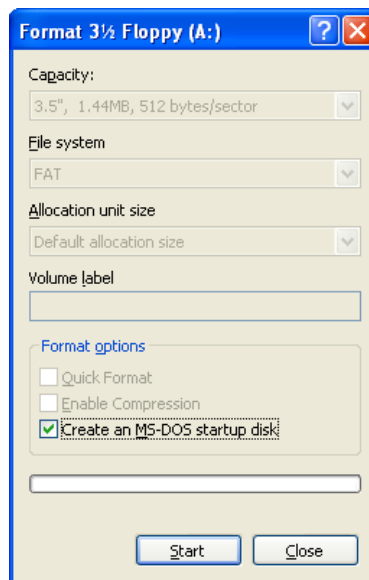 Format 3½ Floppy (A:)
Capacity:
3.5", 1.44MB, 512 bytes/sector
File system
FAT
Allocation unit size
Default allocation size
Volume label
Format options
Quick Format
Enable Compression
Create an MS-DOS startup disk
Start
Close